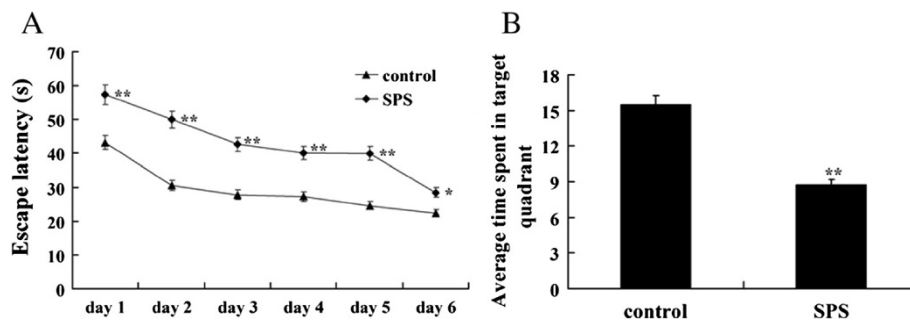 A
Escape latency (s)
70
60
50
40
30
20
10
0
control
SPS
**
**
**
**
**
*
day 1 day 2 day 3 day 4 day 5 day 6
B
Average time spent in target
quadrant
18
15
12
9
6
3
0
**
control SPS